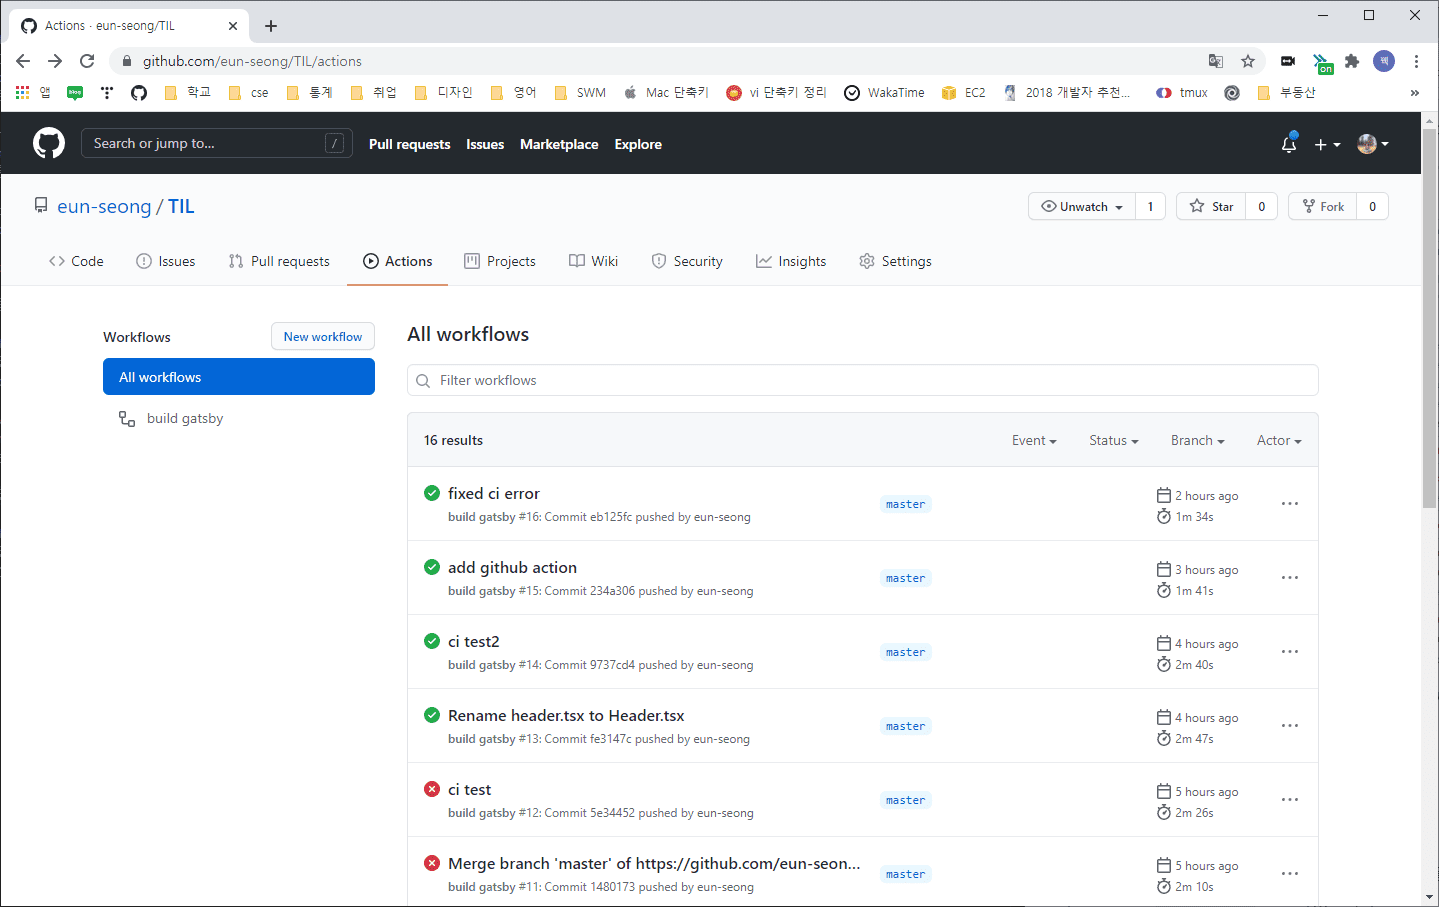 Actions · eun-seong/TIL
github.com/eun-seong/TIL/actions
on
앱
blog
학교
cse
통계
취업
디자인
영어
SWM
Mac 단축키
vi 단축키 정리
WakaTime
EC2
2018 개발자 추천...
tmux
부동산
»
Search or jump to...
/
Pull requests
Issues
Marketplace
Explore
eun-seong / TIL
Unwatch 1
Star 0
Fork 0
Code
Issues
Pull requests
Actions
Projects
Wiki
Security
Insights
Settings
Workflows
New workflow
All workflows
build gatsby
All workflows
Filter workflows
16 results
Event
Status
Branch
Actor
fixed ci error
build gatsby #16: Commit eb125fc pushed by eun-seong
master
2 hours ago
1m 34s
add github action
build gatsby #15: Commit 234a306 pushed by eun-seong
master
3 hours ago
1m 41s
ci test2
build gatsby #14: Commit 9737cd4 pushed by eun-seong
master
4 hours ago
2m 40s
Rename header.tsx to Header.tsx
build gatsby #13: Commit fe3147c pushed by eun-seong
master
4 hours ago
2m 47s
ci test
build gatsby #12: Commit 5e34452 pushed by eun-seong
master
5 hours ago
2m 26s
Merge branch 'master' of https://github.com/eun-seon...
build gatsby #11: Commit 1480173 pushed by eun-seong
master
5 hours ago
2m 10s